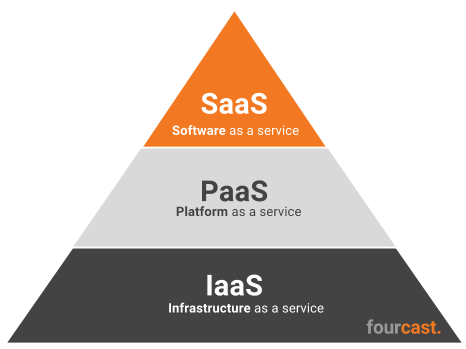 SaaS
Software as a service
PaaS
Platform as a service
IaaS
Infrastructure as a service
fourcast.